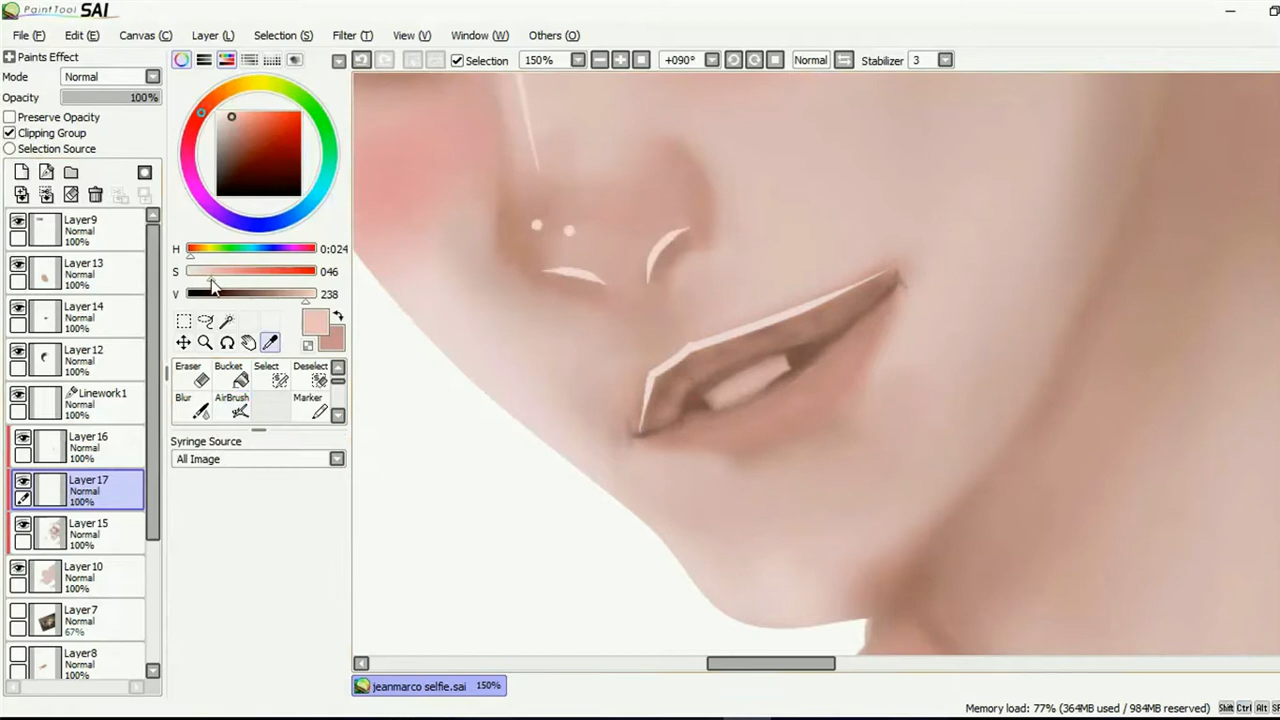 PaintTool SAI
File (F) Edit (E) Canvas (C) Layer (L) Selection (S) Filter (T) View (V) Window (W) Others (O)
Paints Effect
Mode Normal
Opacity 100%
Preserve Opacity
Clipping Group
Selection Source
Selection 150% +090° Normal Stabilizer 3
Layer9
Normal
100%
Layer13
Normal
100%
Layer14
Normal
100%
Layer12
Normal
100%
Linework1
Normal
100%
Layer16
Normal
100%
Layer17
Normal
100%
Layer15
Normal
100%
Layer10
Normal
100%
Layer7
Normal
67%
Layer8
Normal
H 0:024
S 046
V 238
Eraser Bucket Select Deselect
Blur AirBrush Marker
Syringe Source
All Image
jeanmarco selfie.sai 150%
Memory load: 77% (364MB used / 984MB reserved) Shift Ctrl Alt